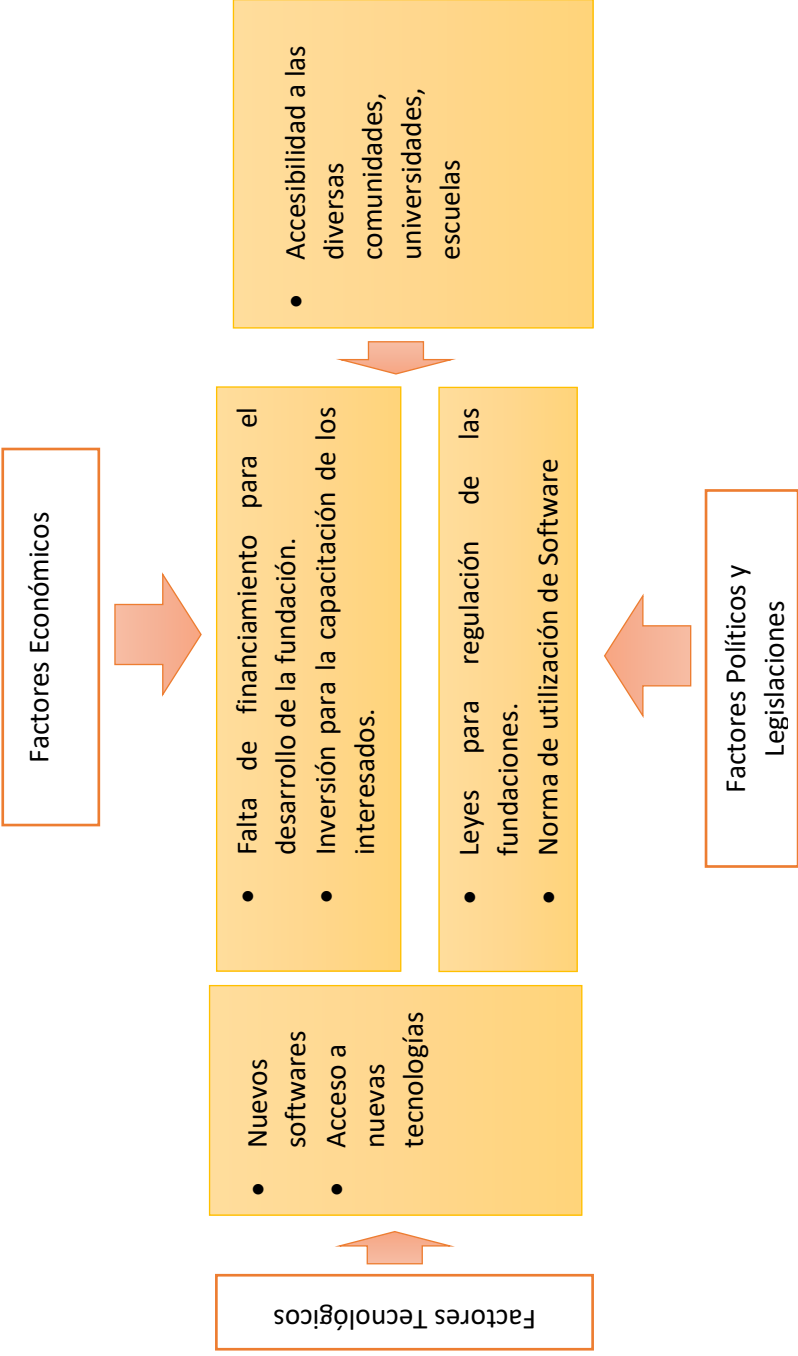 Factores Económicos
• Falta de financiamiento para el
desarrollo de la fundación.
• Inversión para la capacitación de los
interesados.
Factores Tecnológicos
• Nuevos
softwares
• Acceso a
nuevas
tecnologías
• Accesibilidad a las
diversas
comunidades,
universidades,
escuelas
• Leyes para regulación de las
fundaciones.
• Norma de utilización de Software
Factores Políticos y
Legislaciones